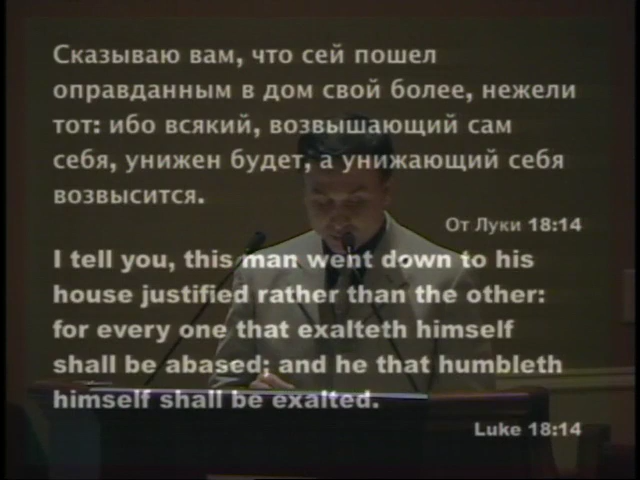 Сказываю вам, что сей пошел
оправданным в дом свой более, нежели
тот: ибо всякий, возвышающий сам
себя, унижен будет, а унижающий себя
возвысится.
От Луки 18:14
I tell you, this man went down to his
house justified rather than the other:
for every one that exalteth himself
shall be abased; and he that humbleth
himself shall be exalted.
Luke 18:14